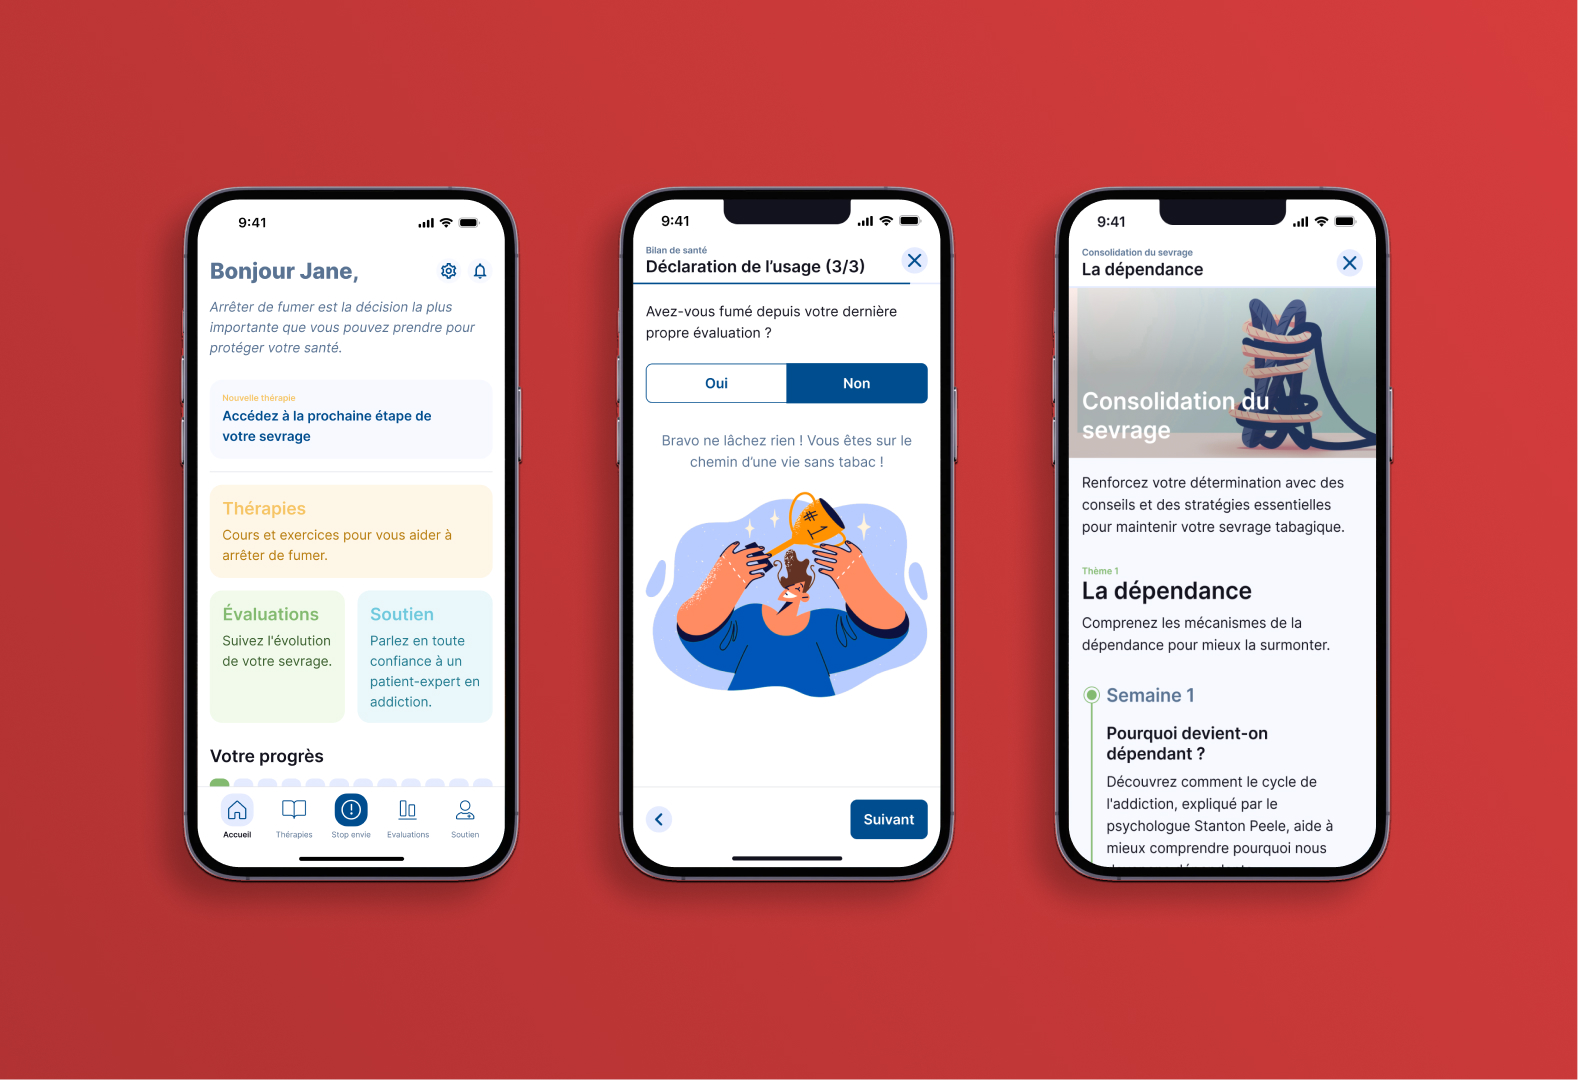 9:41
Bonjour Jane,
Arrêter de fumer est la décision la plus
importante que vous pouvez prendre pour
protéger votre santé.
Nouvelle thérapie
Accédez à la prochaine étape de
votre sevrage
Thérapies
Cours et exercices pour vous aider à
arrêter de fumer.
Évaluations
Suivez l'évolution
de votre sevrage.
Soutien
Parlez en toute
confiance à un
patient-expert en
addiction.
Votre progrès
Accueil
Thérapies
Stop envie
Evaluations
Soutien
9:41
Bilan de santé
Déclaration de l'usage (3/3)
Avez-vous fumé depuis votre dernière
propre évaluation ?
Oui
Non
Bravo ne lâchez rien ! Vous êtes sur le
chemin d'une vie sans tabac !
#1
Suivant
9:41
Consolidation du sevrage
La dépendance
Consolidation du
sevrage
Renforcez votre détermination avec des
conseils et des stratégies essentielles
pour maintenir votre sevrage tabagique.
Thème 1
La dépendance
Comprenez les mécanismes de la
dépendance pour mieux la surmonter.
Semaine 1
Pourquoi devient-on
dépendant ?
Découvrez comment le cycle de
l'addiction, expliqué par le
psychologue Stanton Peele, aide à
mieux comprendre pourquoi nous